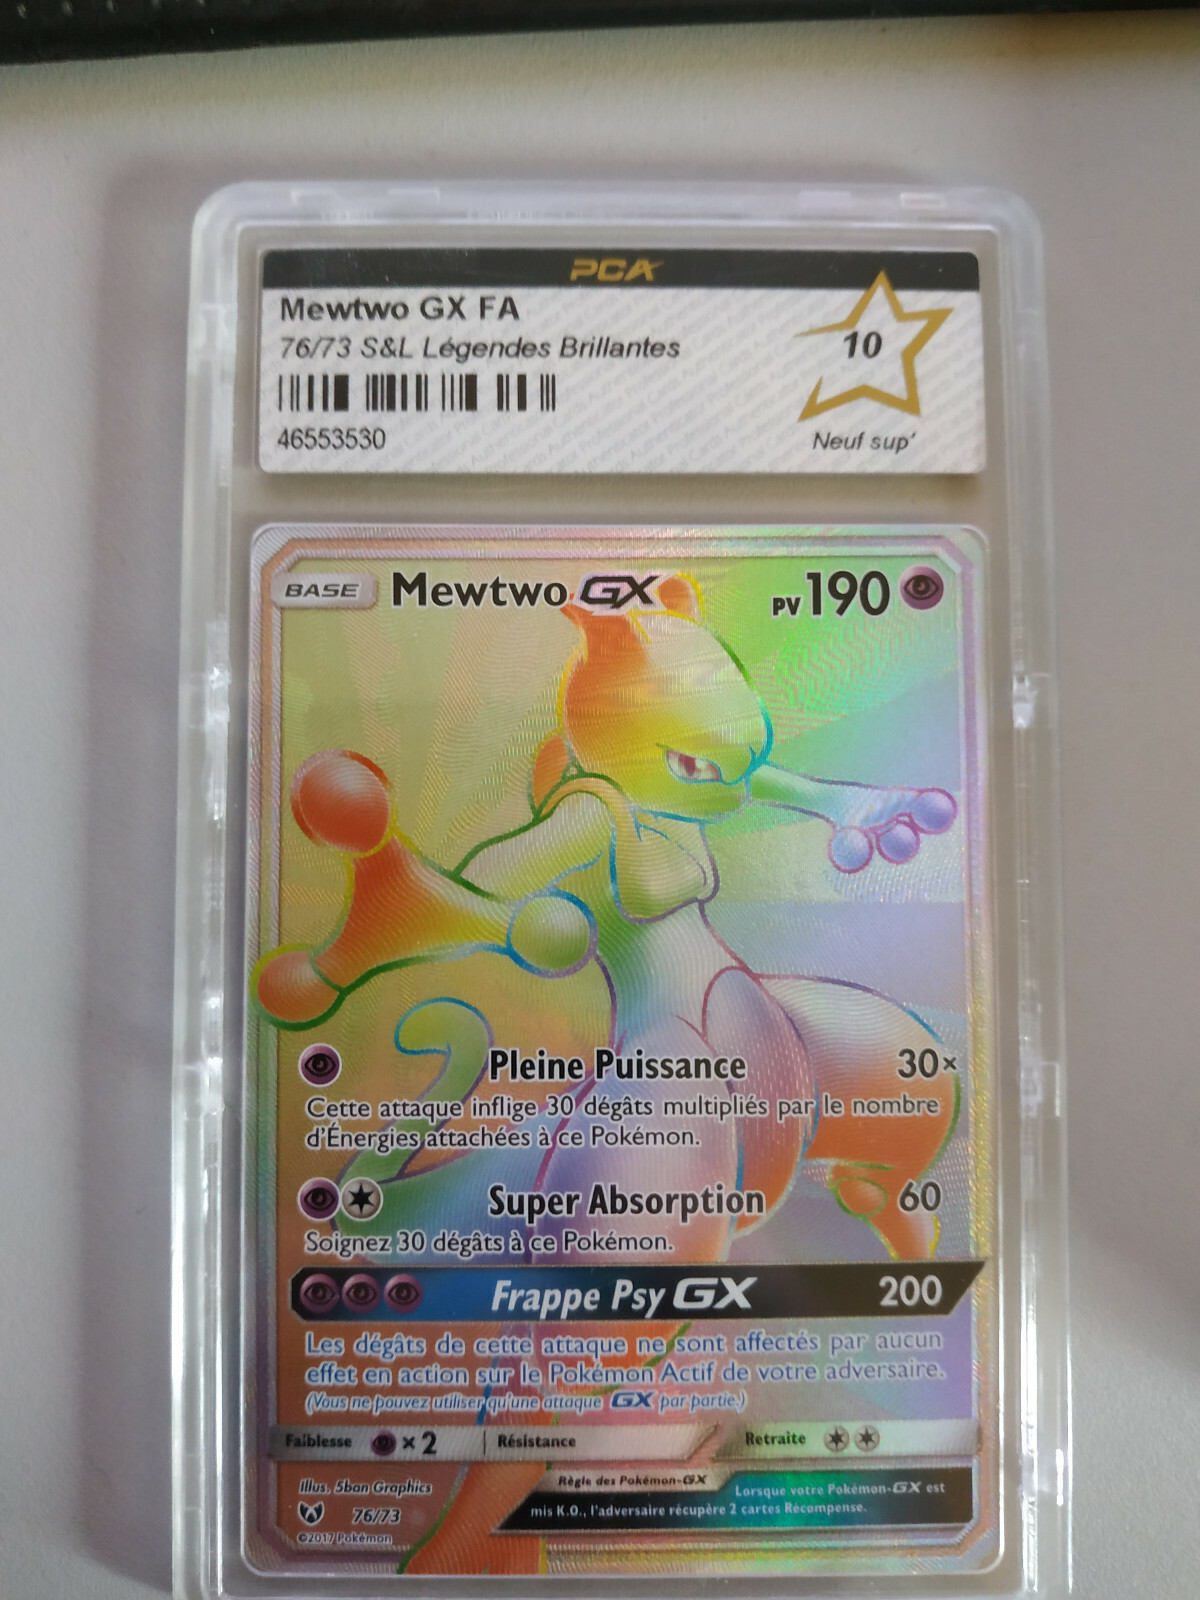 PCA
Mewtwo GX FA
76/73 S&L Légendes Brillantes
10
46553530
Neuf sup'
BASE Mewtwo GX PV 190
Pleine Puissance 30×
Cette attaque inflige 30 dégâts multipliés par le nombre
d'Énergies attachées à ce Pokémon.
Super Absorption 60
Soignez 30 dégâts à ce Pokémon.
Frappe Psy GX 200
Les dégâts de cette attaque ne sont affectés par aucun
effet en action sur le Pokémon Actif de votre adversaire.
(Vous ne pouvez utiliser qu'une attaque GX par partie.)
Faiblesse ×2 Résistance Retraite
Illus. 5ban Graphics
76/73
©2017 Pokémon
Règle des Pokémon-GX
Lorsque votre Pokémon-GX est
mis K.O., l'adversaire récupère 2 cartes Récompense.